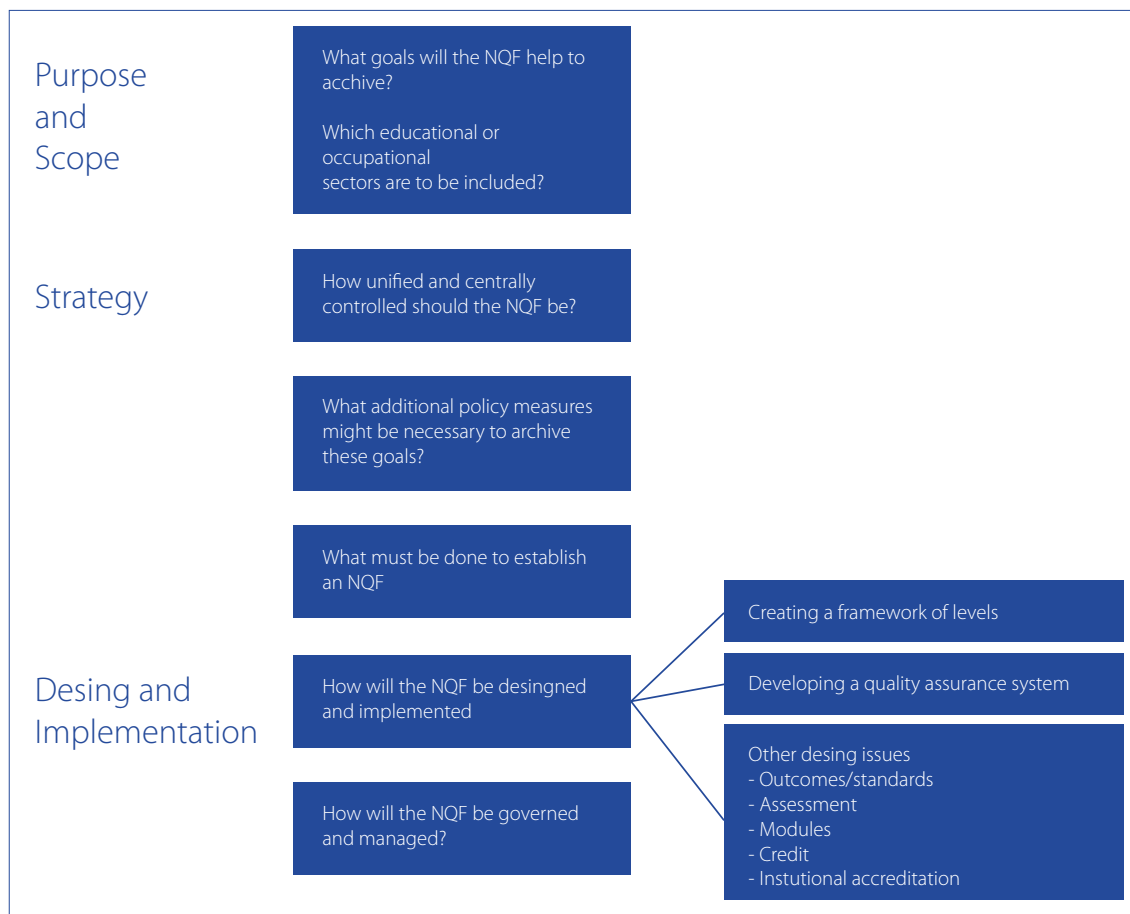 Purpose
and
Scope
What goals will the NQF help to
acchive?
Which educational or
occupational
sectors are to be included?
Strategy
How unified and centrally
controlled should the NQF be?
What additional policy measures
might be necessary to archive
these goals?
What must be done to establish
an NQF
Desing and
Implementation
How will the NQF be desingned
and implemented
Creating a framework of levels
Developing a quality assurance system
Other desing issues
- Outcomes/standards
- Assessment
- Modules
- Credit
- Instutional accreditation
How will the NQF be governed
and managed?